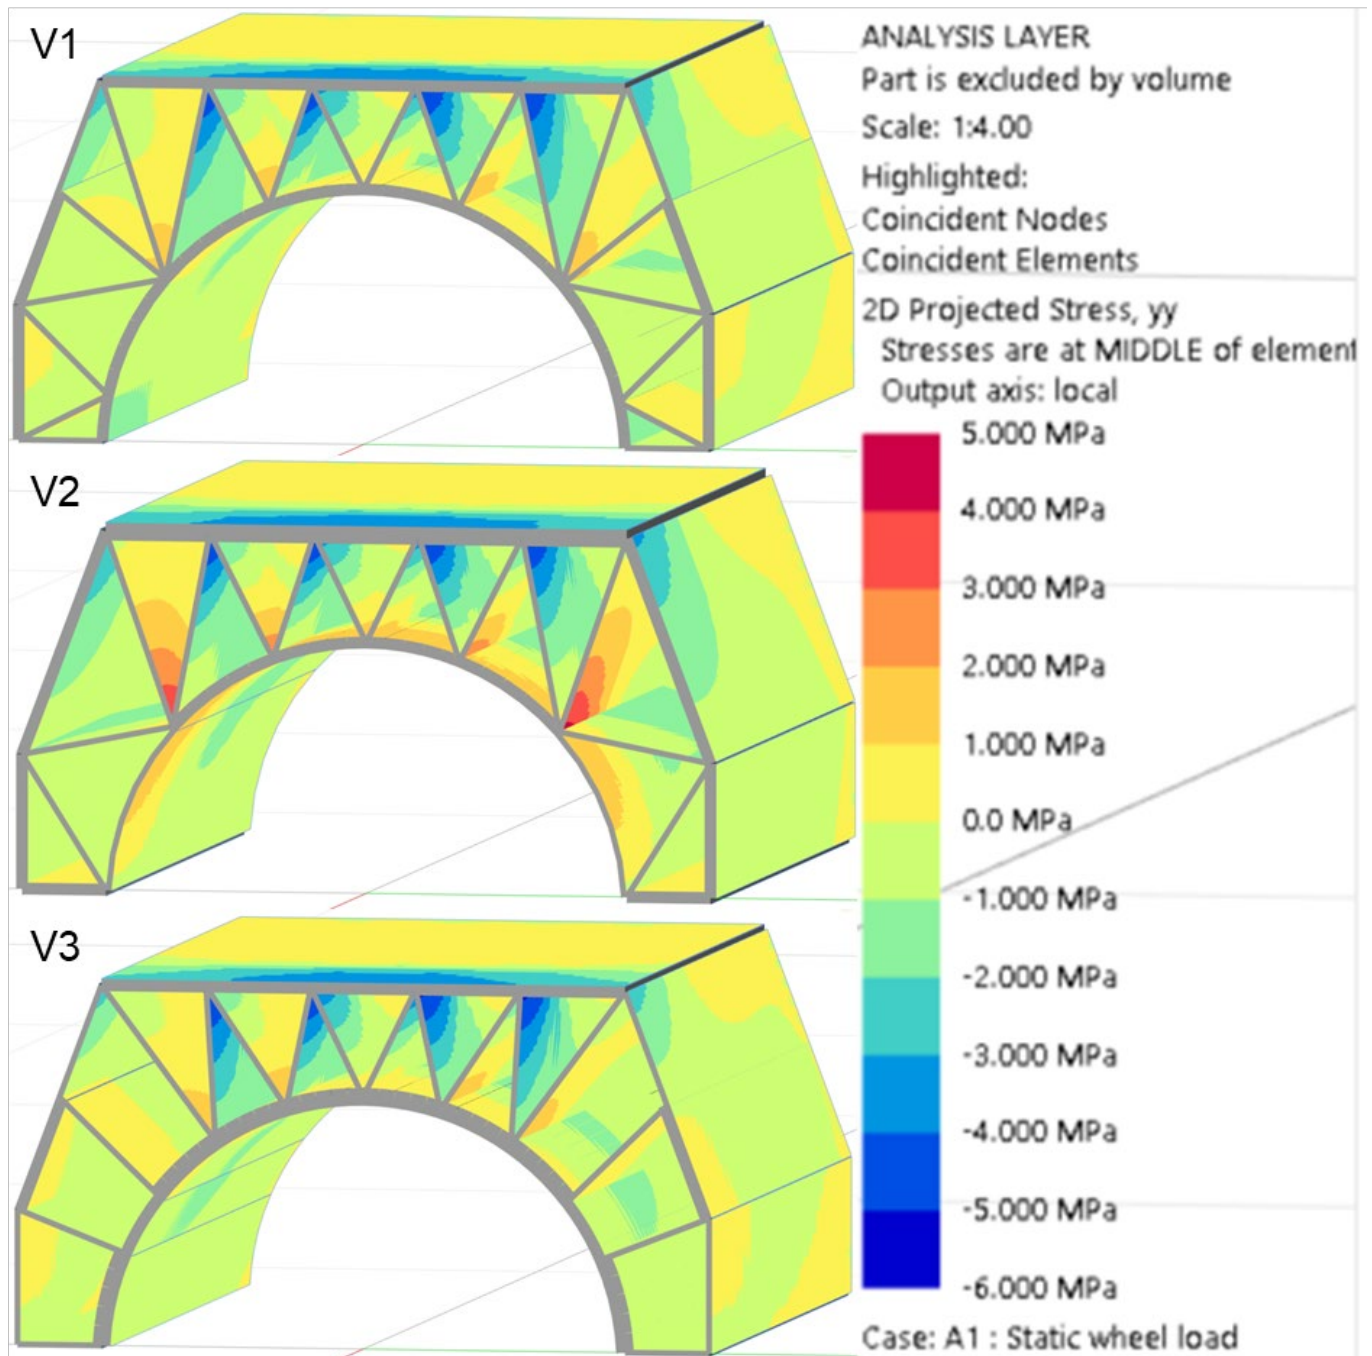 V1
V2
V3
ANALYSIS LAYER
Part is excluded by volume
Scale: 1:4.00
Highlighted:
Coincident Nodes
Coincident Elements
2D Projected Stress, yy
Stresses are at MIDDLE of element
Output axis: local
5.000 MPa
4.000 MPa
3.000 MPa
2.000 MPa
1.000 MPa
0.0 MPa
-1.000 MPa
-2.000 MPa
-3.000 MPa
-4.000 MPa
-5.000 MPa
-6.000 MPa
Case: A1 : Static wheel load